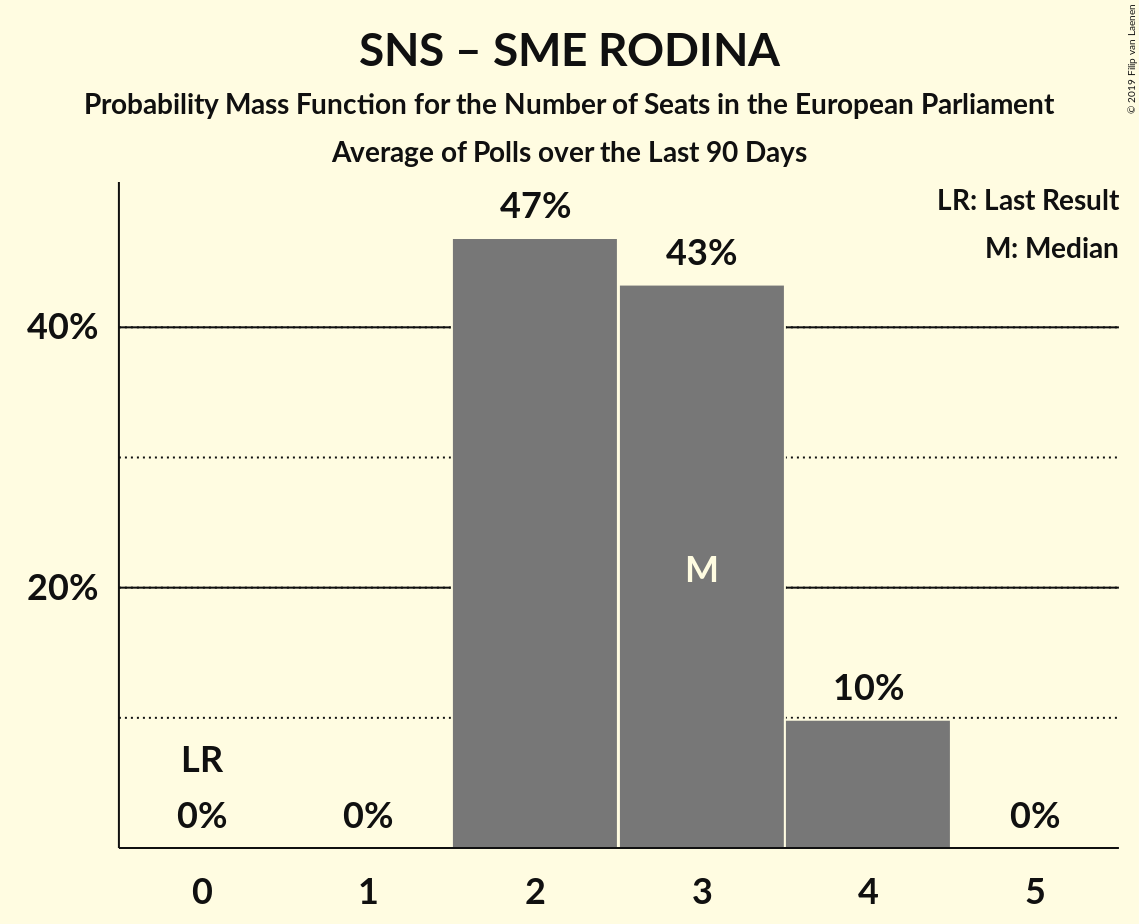 SNS – SME RODINA
Probability Mass Function for the Number of Seats in the European Parliament
Average of Polls over the Last 90 Days
© 2019 Filip van Laenen
LR: Last Result
M: Median
47%
43%
40%
M
20%
10%
LR
0%
0%
0%
0
1
2
3
4
5